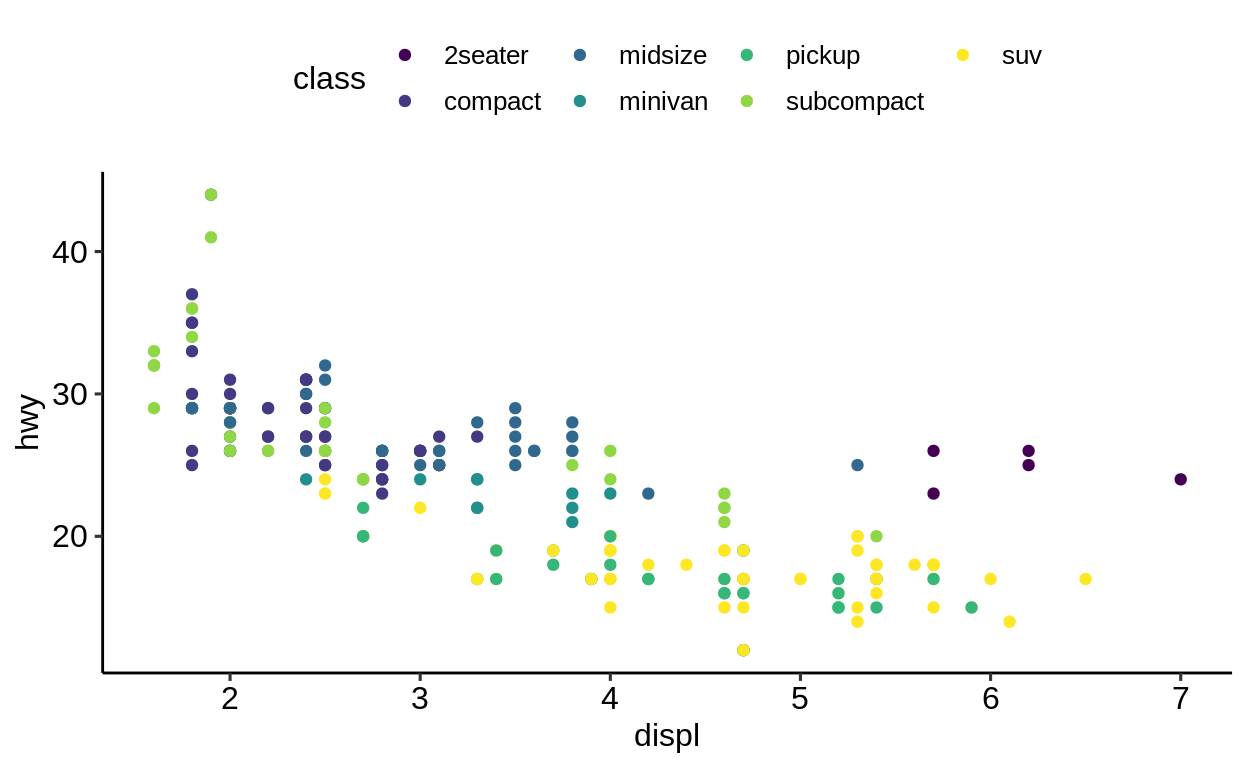 class
2seater midsize pickup suv
compact minivan subcompact
hwy
40
30
20
2 3 4 5 6 7
displ